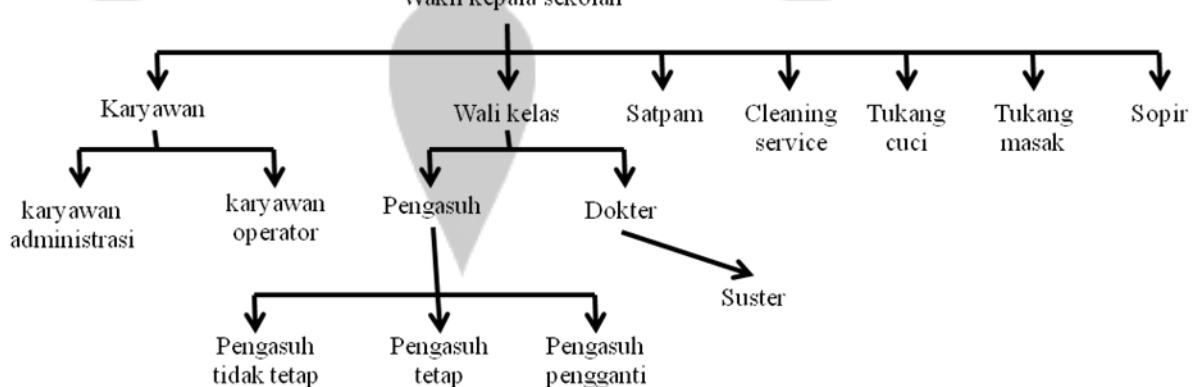 Wakil kepala sekolah
Karyawan
Wali kelas
Satpam
Cleaning
service
Tukang
cuci
Tukang
masak
Sopir
karyawan
administrasi
karyawan
operator
Pengasuh
Dokter
Suster
Pengasuh
tidak tetap
Pengasuh
tetap
Pengasuh
pengganti